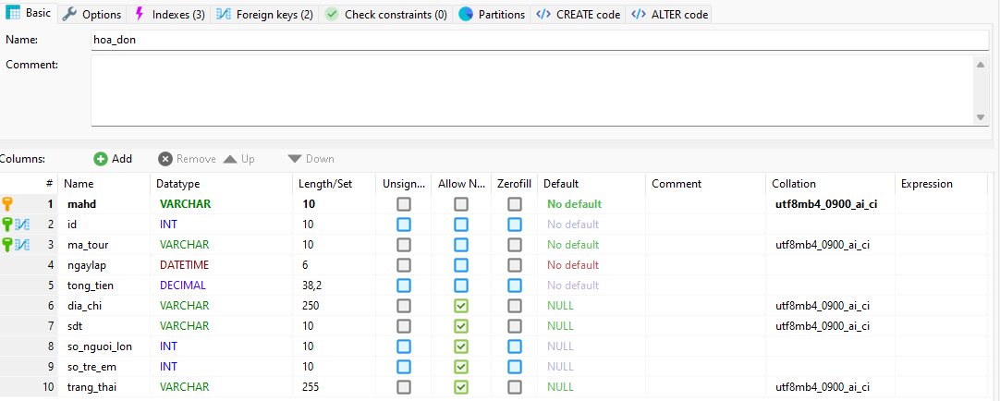 Basic Options Indexes (3) Foreign keys (2) Check constraints (0) Partitions CREATE code ALTER code
Name: hoa_don
Comment:
Columns: Add Remove Up Down
# Name Datatype Length/Set Unsign... Allow N... Zerofill Default Comment Collation Expression
1 mahd VARCHAR 10 No default utf8mb4_0900_ai_ci
2 id INT 10 No default
3 ma_tour VARCHAR 10 No default utf8mb4_0900_ai_ci
4 ngaylap DATETIME 6 No default
5 tong_tien DECIMAL 38,2 No default
6 dia_chi VARCHAR 250 NULL utf8mb4_0900_ai_ci
7 sdt VARCHAR 10 NULL utf8mb4_0900_ai_ci
8 so_nguoi_lon INT 10 NULL
9 so_tre_em INT 10 NULL
10 trang_thai VARCHAR 255 NULL utf8mb4_0900_ai_ci